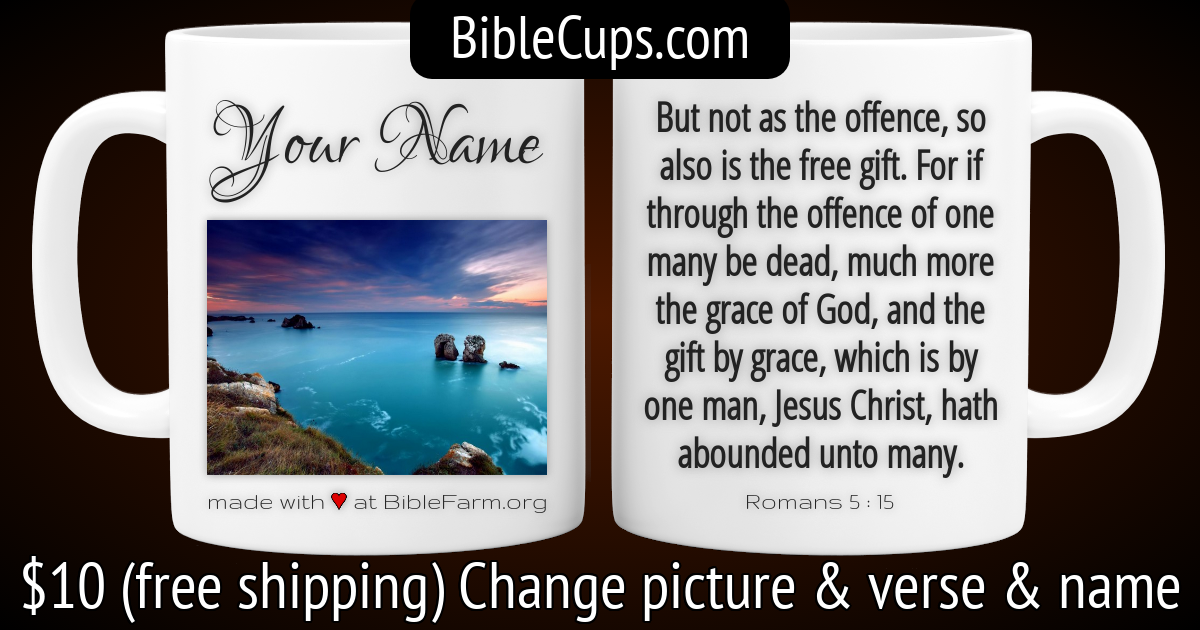 BibleCups.com
Your Name
made with ♥ at BibleFarm.org
But not as the offence, so
also is the free gift. For if
through the offence of one
many be dead, much more
the grace of God, and the
gift by grace, which is by
one man, Jesus Christ, hath
abounded unto many.
Romans 5 : 15
$10 (free shipping) Change picture & verse & name